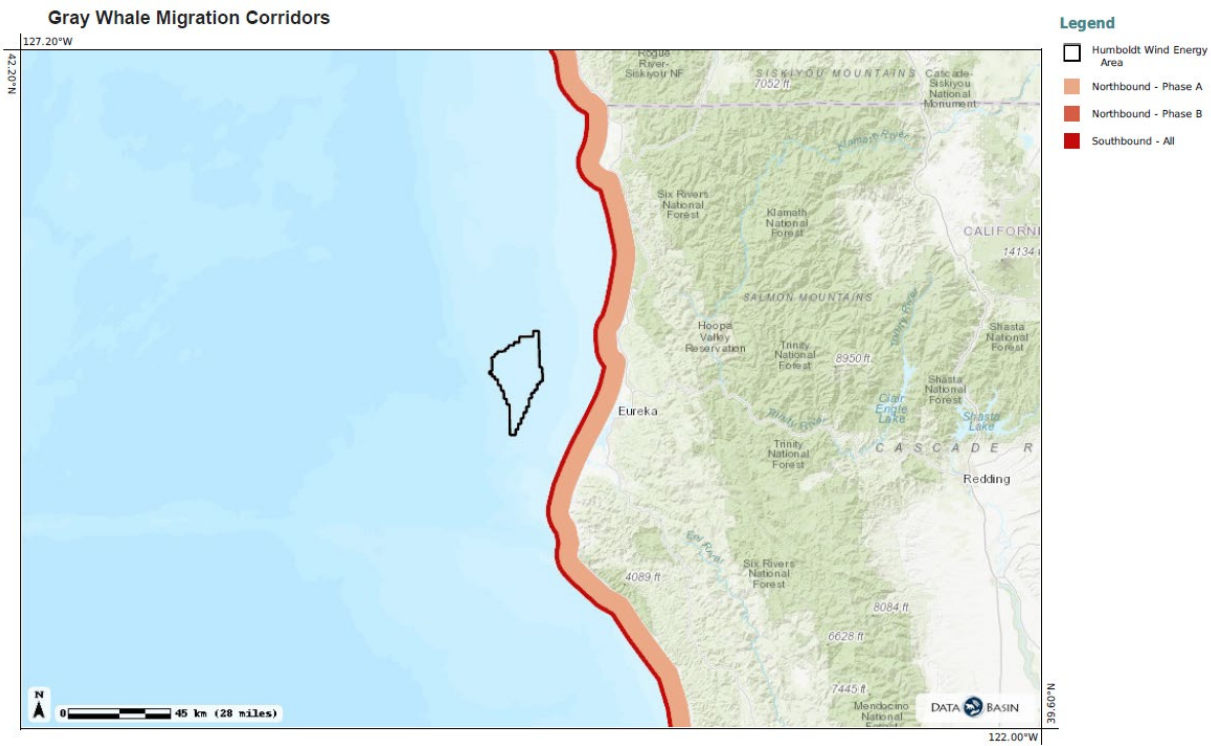 Gray Whale Migration Corridors
127.20°W
42.20°N
Legend
Humboldt Wind Energy
Area
Northbound - Phase A
Northbound - Phase B
Southbound - All
Rogue
River-
Siskiyou NF
SISKIYOU MOUNTAINS
7052 ft
Cascade-
Siskiyou
National
Monument
Klamath River
Six Rivers
National
Forest
Klamath
National
Forest
CALIFORNI
14134
SALMON MOUNTAINS
Trinity River
Hoopa
Valley
Reservation
Trinity
National
Forest
8950 ft
Shasta
National
Forest
Shasta
National
Forest
Clair
Engle
Lake
Shasta
Lake
Eureka
Trinity River
Trinity
National
Forest
CASCADE R
Redding
Eel River
4089 ft
Six Rivers
National
Forest
8084 ft
6628 ft
7445 ft
Mendocino
National
Forest
N
0 45 km (28 miles)
DATA BASIN
39.60°N
122.00°W